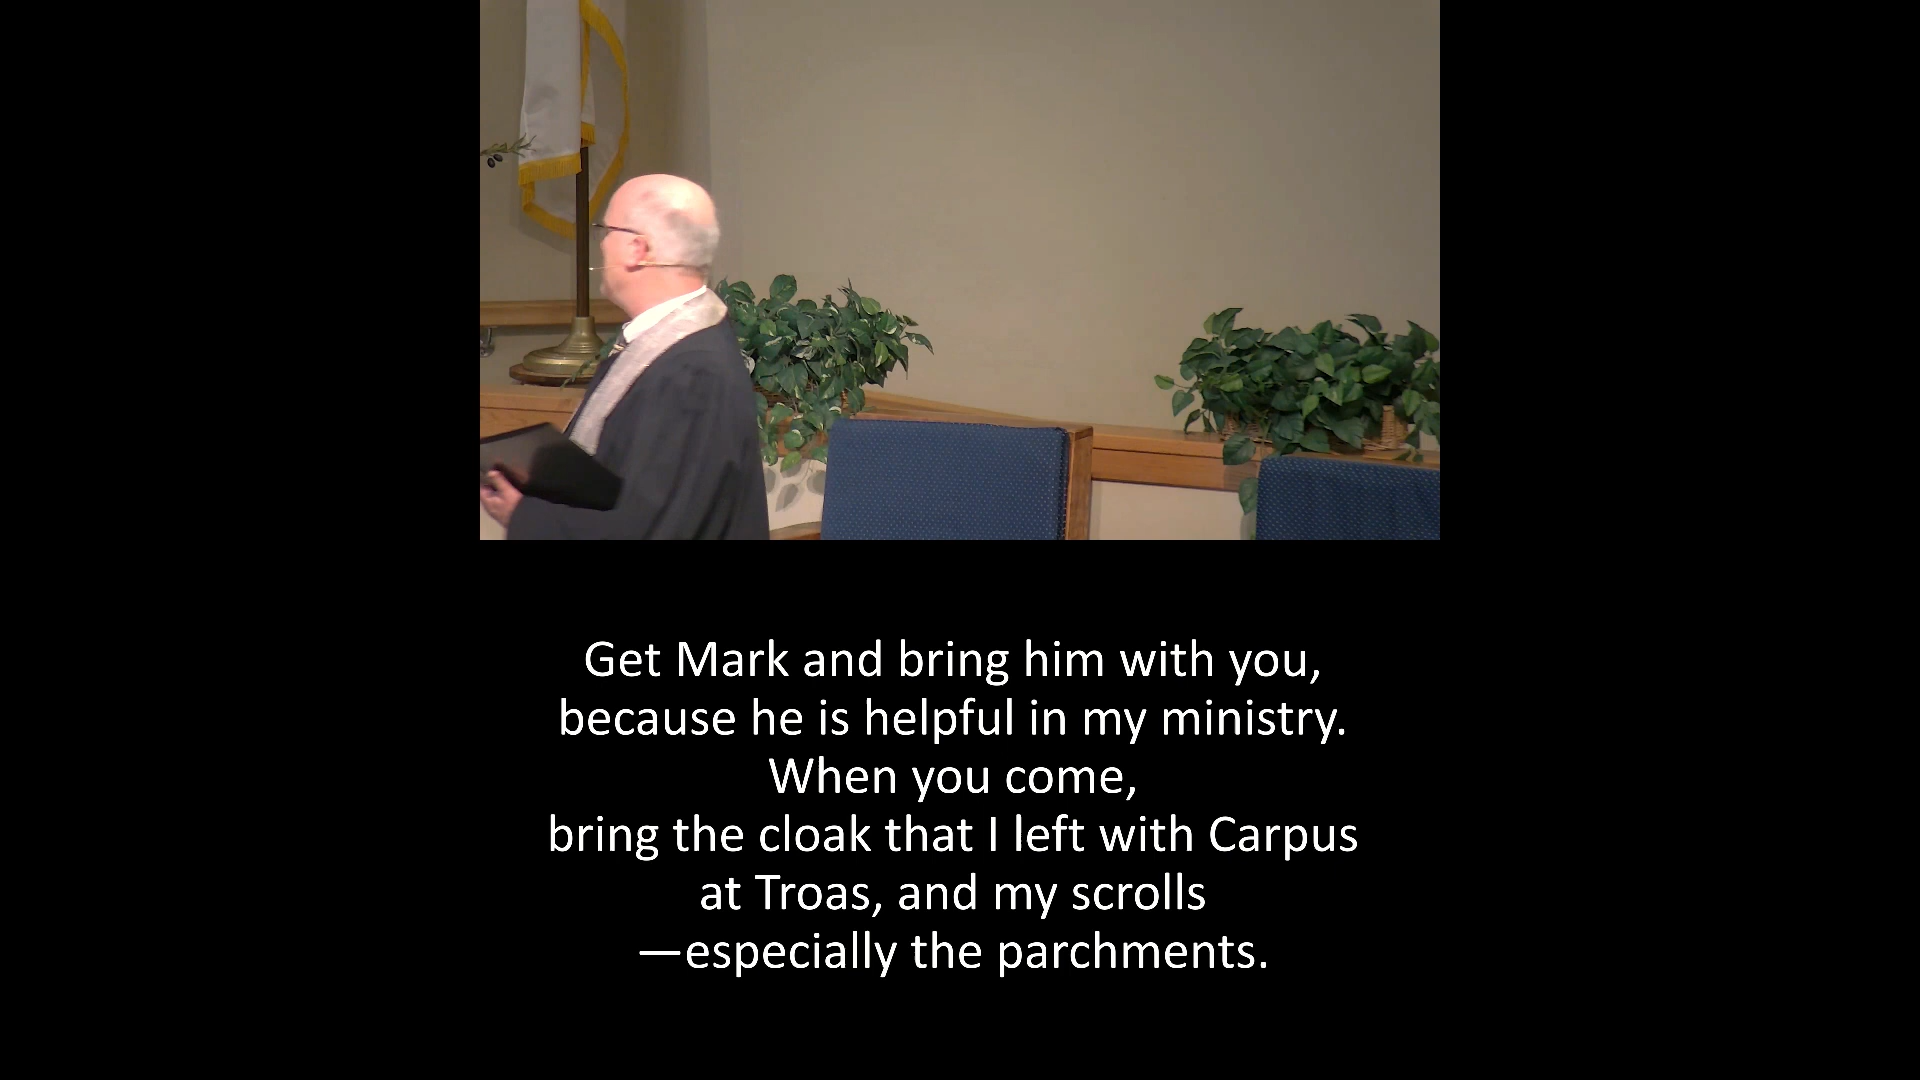 Get Mark and bring him with you,
because he is helpful in my ministry.
When you come,
bring the cloak that I left with Carpus
at Troas, and my scrolls
—especially the parchments.